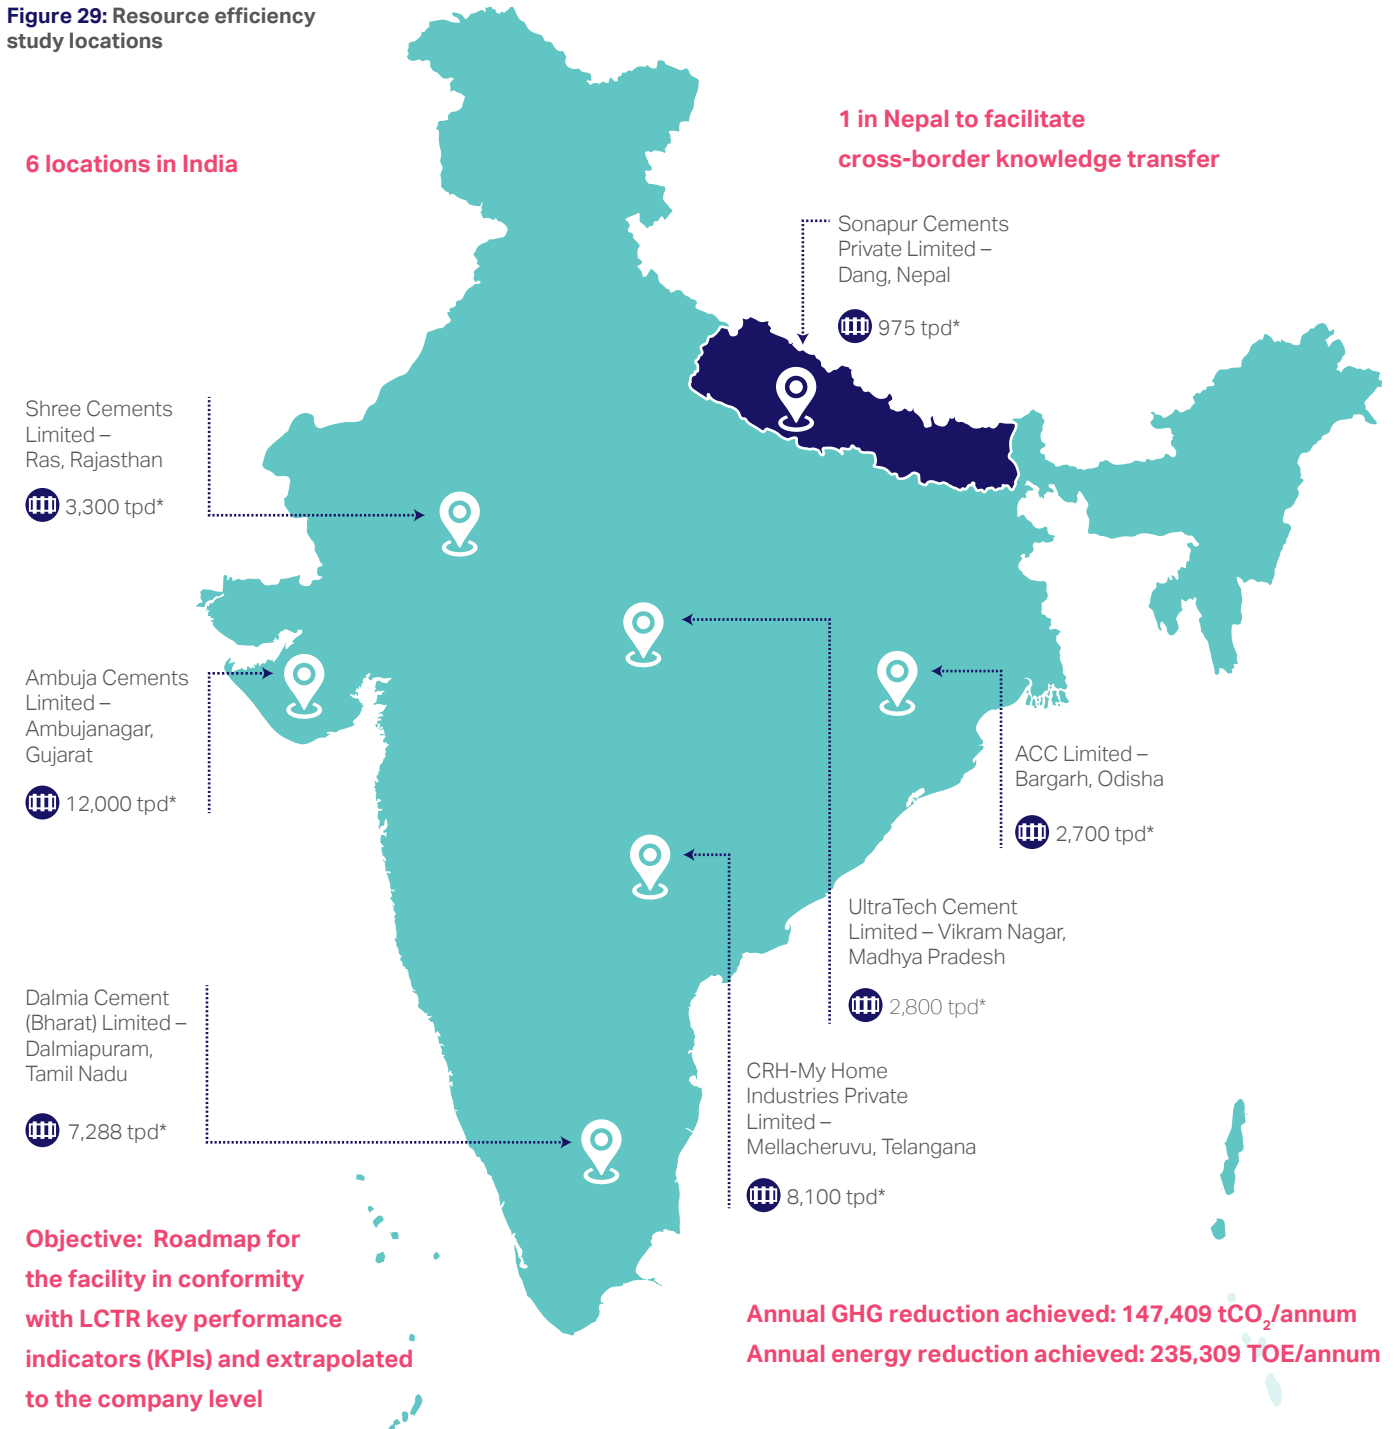 Figure 29: Resource efficiency
study locations
6 locations in India
1 in Nepal to facilitate
cross-border knowledge transfer
Sonapur Cements
Private Limited –
Dang, Nepal
975 tpd*
Shree Cements
Limited –
Ras, Rajasthan
3,300 tpd*
Ambuja Cements
Limited –
Ambujanagar,
Gujarat
12,000 tpd*
ACC Limited –
Bargarh, Odisha
2,700 tpd*
UltraTech Cement
Limited – Vikram Nagar,
Madhya Pradesh
2,800 tpd*
Dalmia Cement
(Bharat) Limited –
Dalmiapuram,
Tamil Nadu
7,288 tpd*
CRH-My Home
Industries Private
Limited –
Mellacheruvu, Telangana
8,100 tpd*
Objective: Roadmap for
the facility in conformity
with LCTR key performance
indicators (KPIs) and extrapolated
to the company level
Annual GHG reduction achieved: 147,409 tCO₂/annum
Annual energy reduction achieved: 235,309 TOE/annum